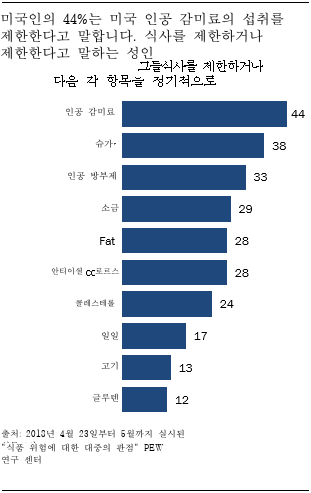 미국인의 44%는 미국 인공 감미료의 섭취를
제한한다고 말합니다. 식사를 제한하거나
제한한다고 말하는 성인
그들식사를 제한하거나
다음 각 항목을 정기적으로
인공 감미료 44
슈가· 38
인공 방부제 33
소금 29
Fat 28
안티이설 cc로르스 28
콜레스테롤 24
일일 17
고기 13
글루텐 12
출처: 2018년 4월 23일부터 5월까지 실시된
"식품 위험에 대한 대중의 관점" PEW
연구 센터